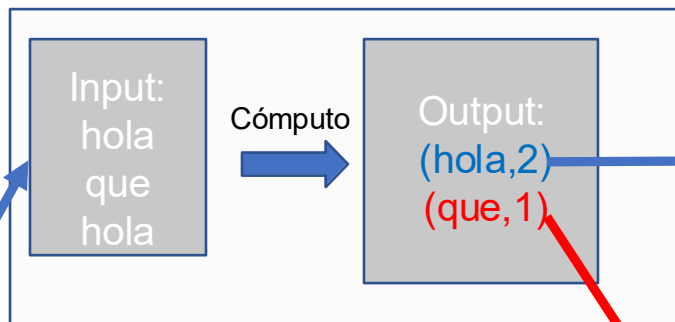 Input:
hola
que
hola
Cómputo
Output:
(hola,2)
(que,1)